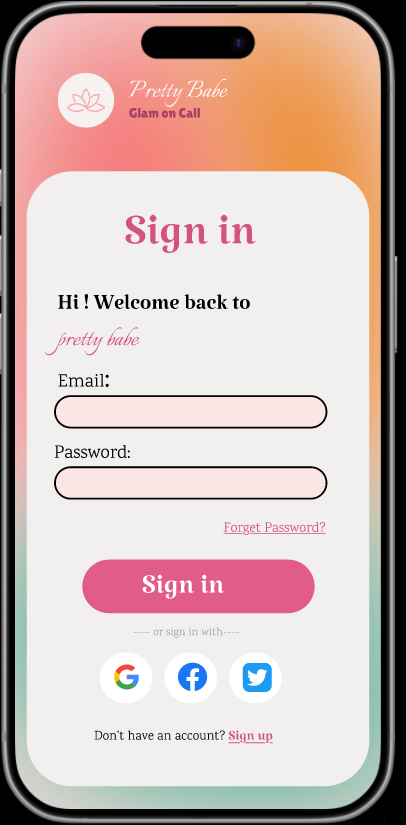 Pretty Babe
Glam on Call
Sign in
Hi ! Welcome back to
pretty babe
Email:
Password:
Forget Password?
Sign in
---- or sign in with----
Don't have an account? Sign up